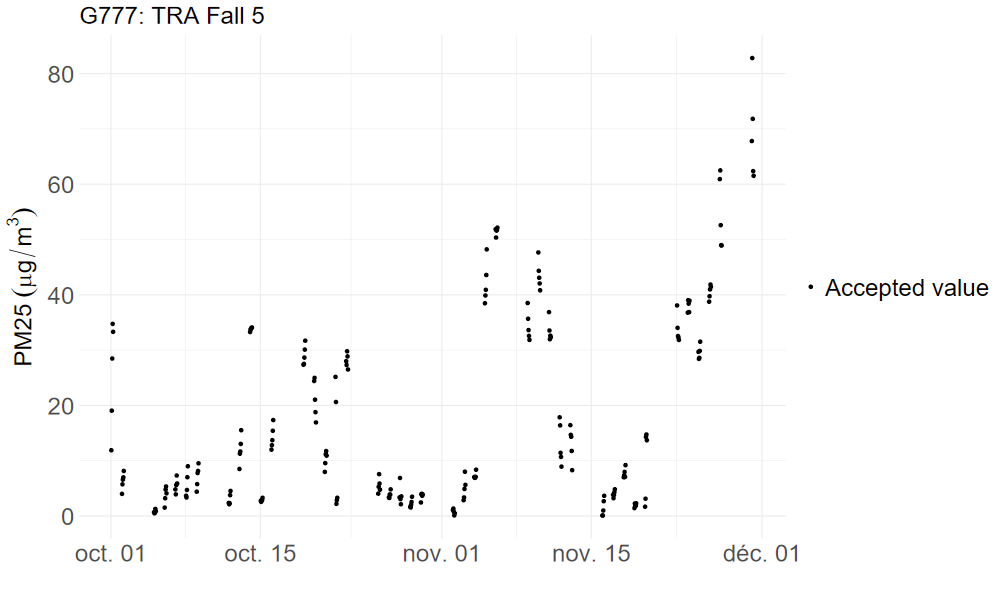 G777: TRA Fall 5
80
60
40
20
0
PM25 (μg/m³)
oct. 01 oct. 15 nov. 01 nov. 15 déc. 01
Accepted value